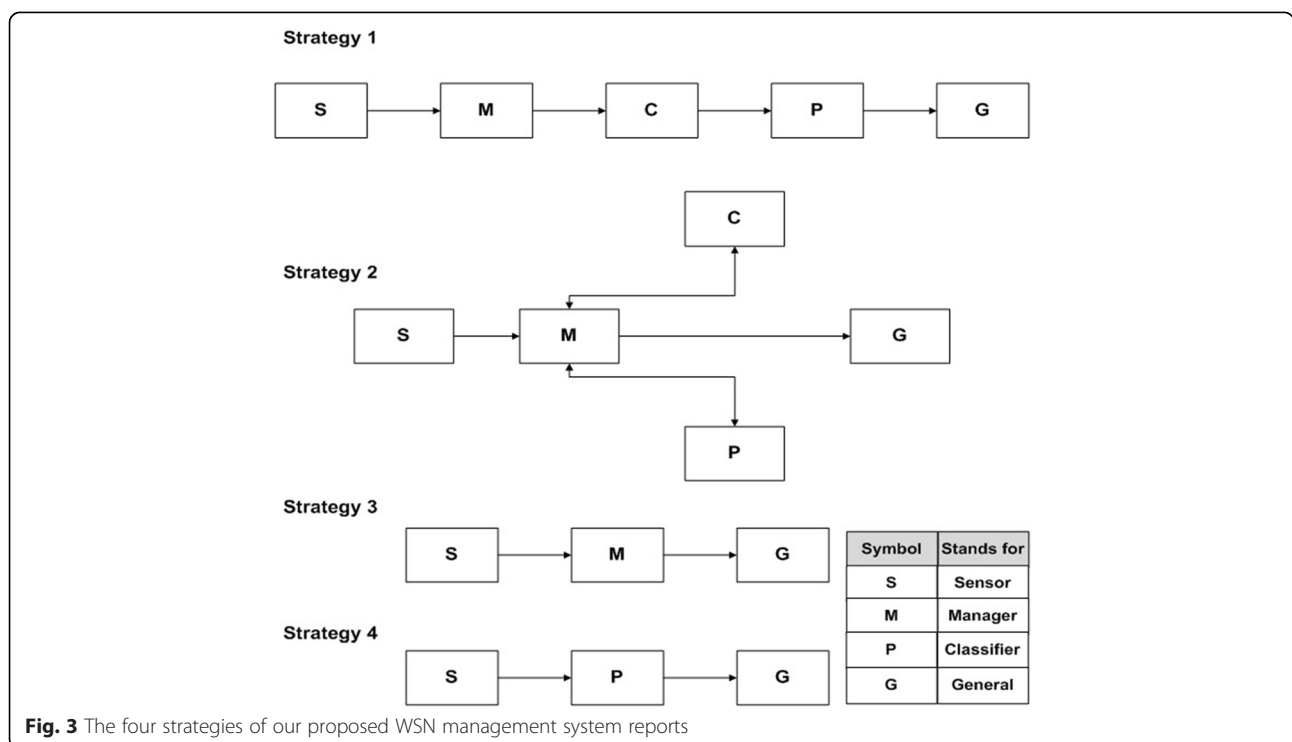 Strategy 1
S M C P G
C
Strategy 2
S M G
P
Strategy 3
S M G
Strategy 4
S P G
Symbol Stands for
S Sensor
M Manager
P Classifier
G General
Fig. 3 The four strategies of our proposed WSN management system reports